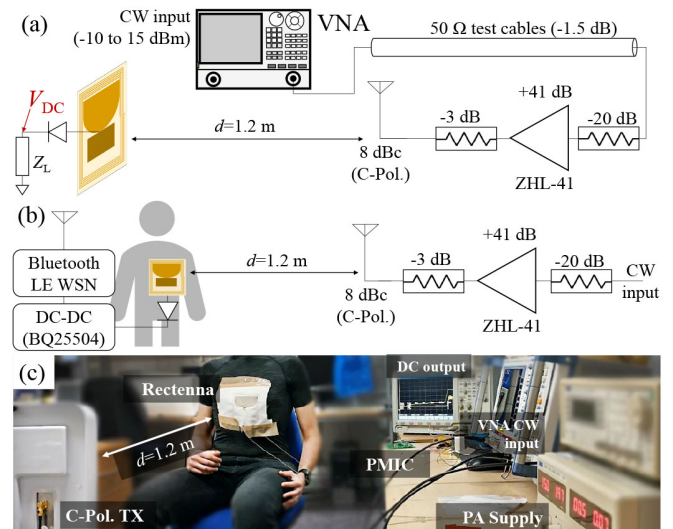 (a)
CW input
(-10 to 15 dBm)
VNA
50 Ω test cables (-1.5 dB)
+41 dB
-3 dB
-20 dB
V_DC
d=1.2 m
Z_L
8 dBc
(C-Pol.)
ZHL-41
(b)
+41 dB
-3 dB
-20 dB
Bluetooth
LE WSN
d=1.2 m
CW
input
DC-DC
(BQ25504)
8 dBc
(C-Pol.)
ZHL-41
(c)
DC output
Rectenna
VNA CW
input
d=1.2 m
PMIC
C-Pol. TX
PA Supply